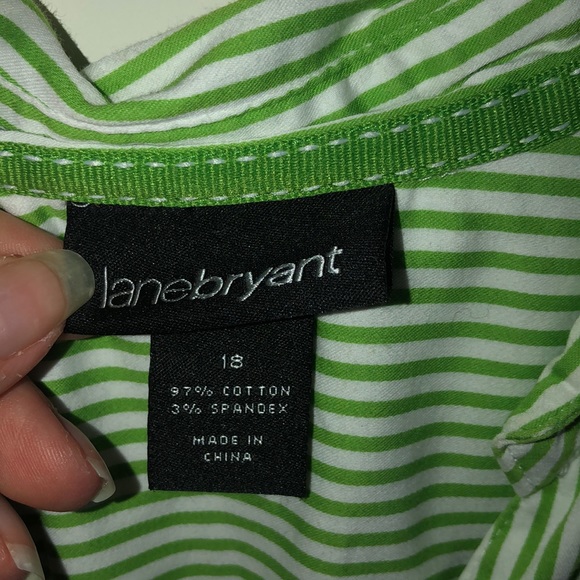 lanebryant
18
97% COTTON
3% SPANDEX
MADE IN
CHINA